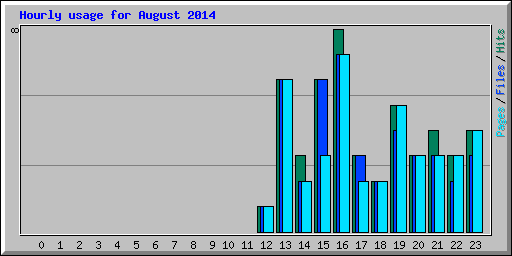 Hourly usage for August 2014
8
Pages/Files/Hits
0 1 2 3 4 5 6 7 8 9 10 11 12 13 14 15 16 17 18 19 20 21 22 23